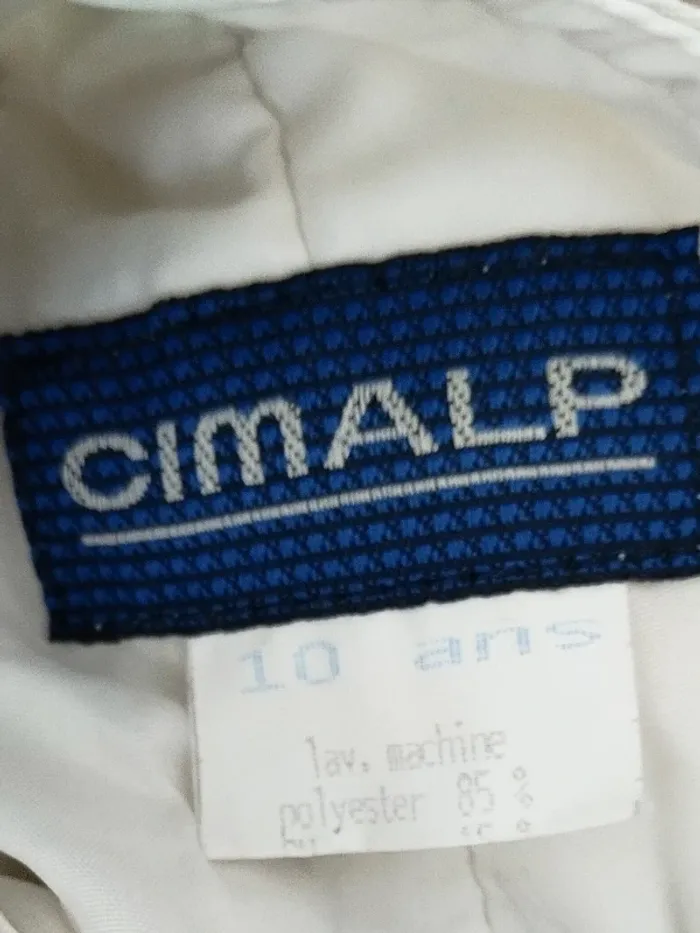 CIMALP
10 ans
lav. machine
polyester 85 %